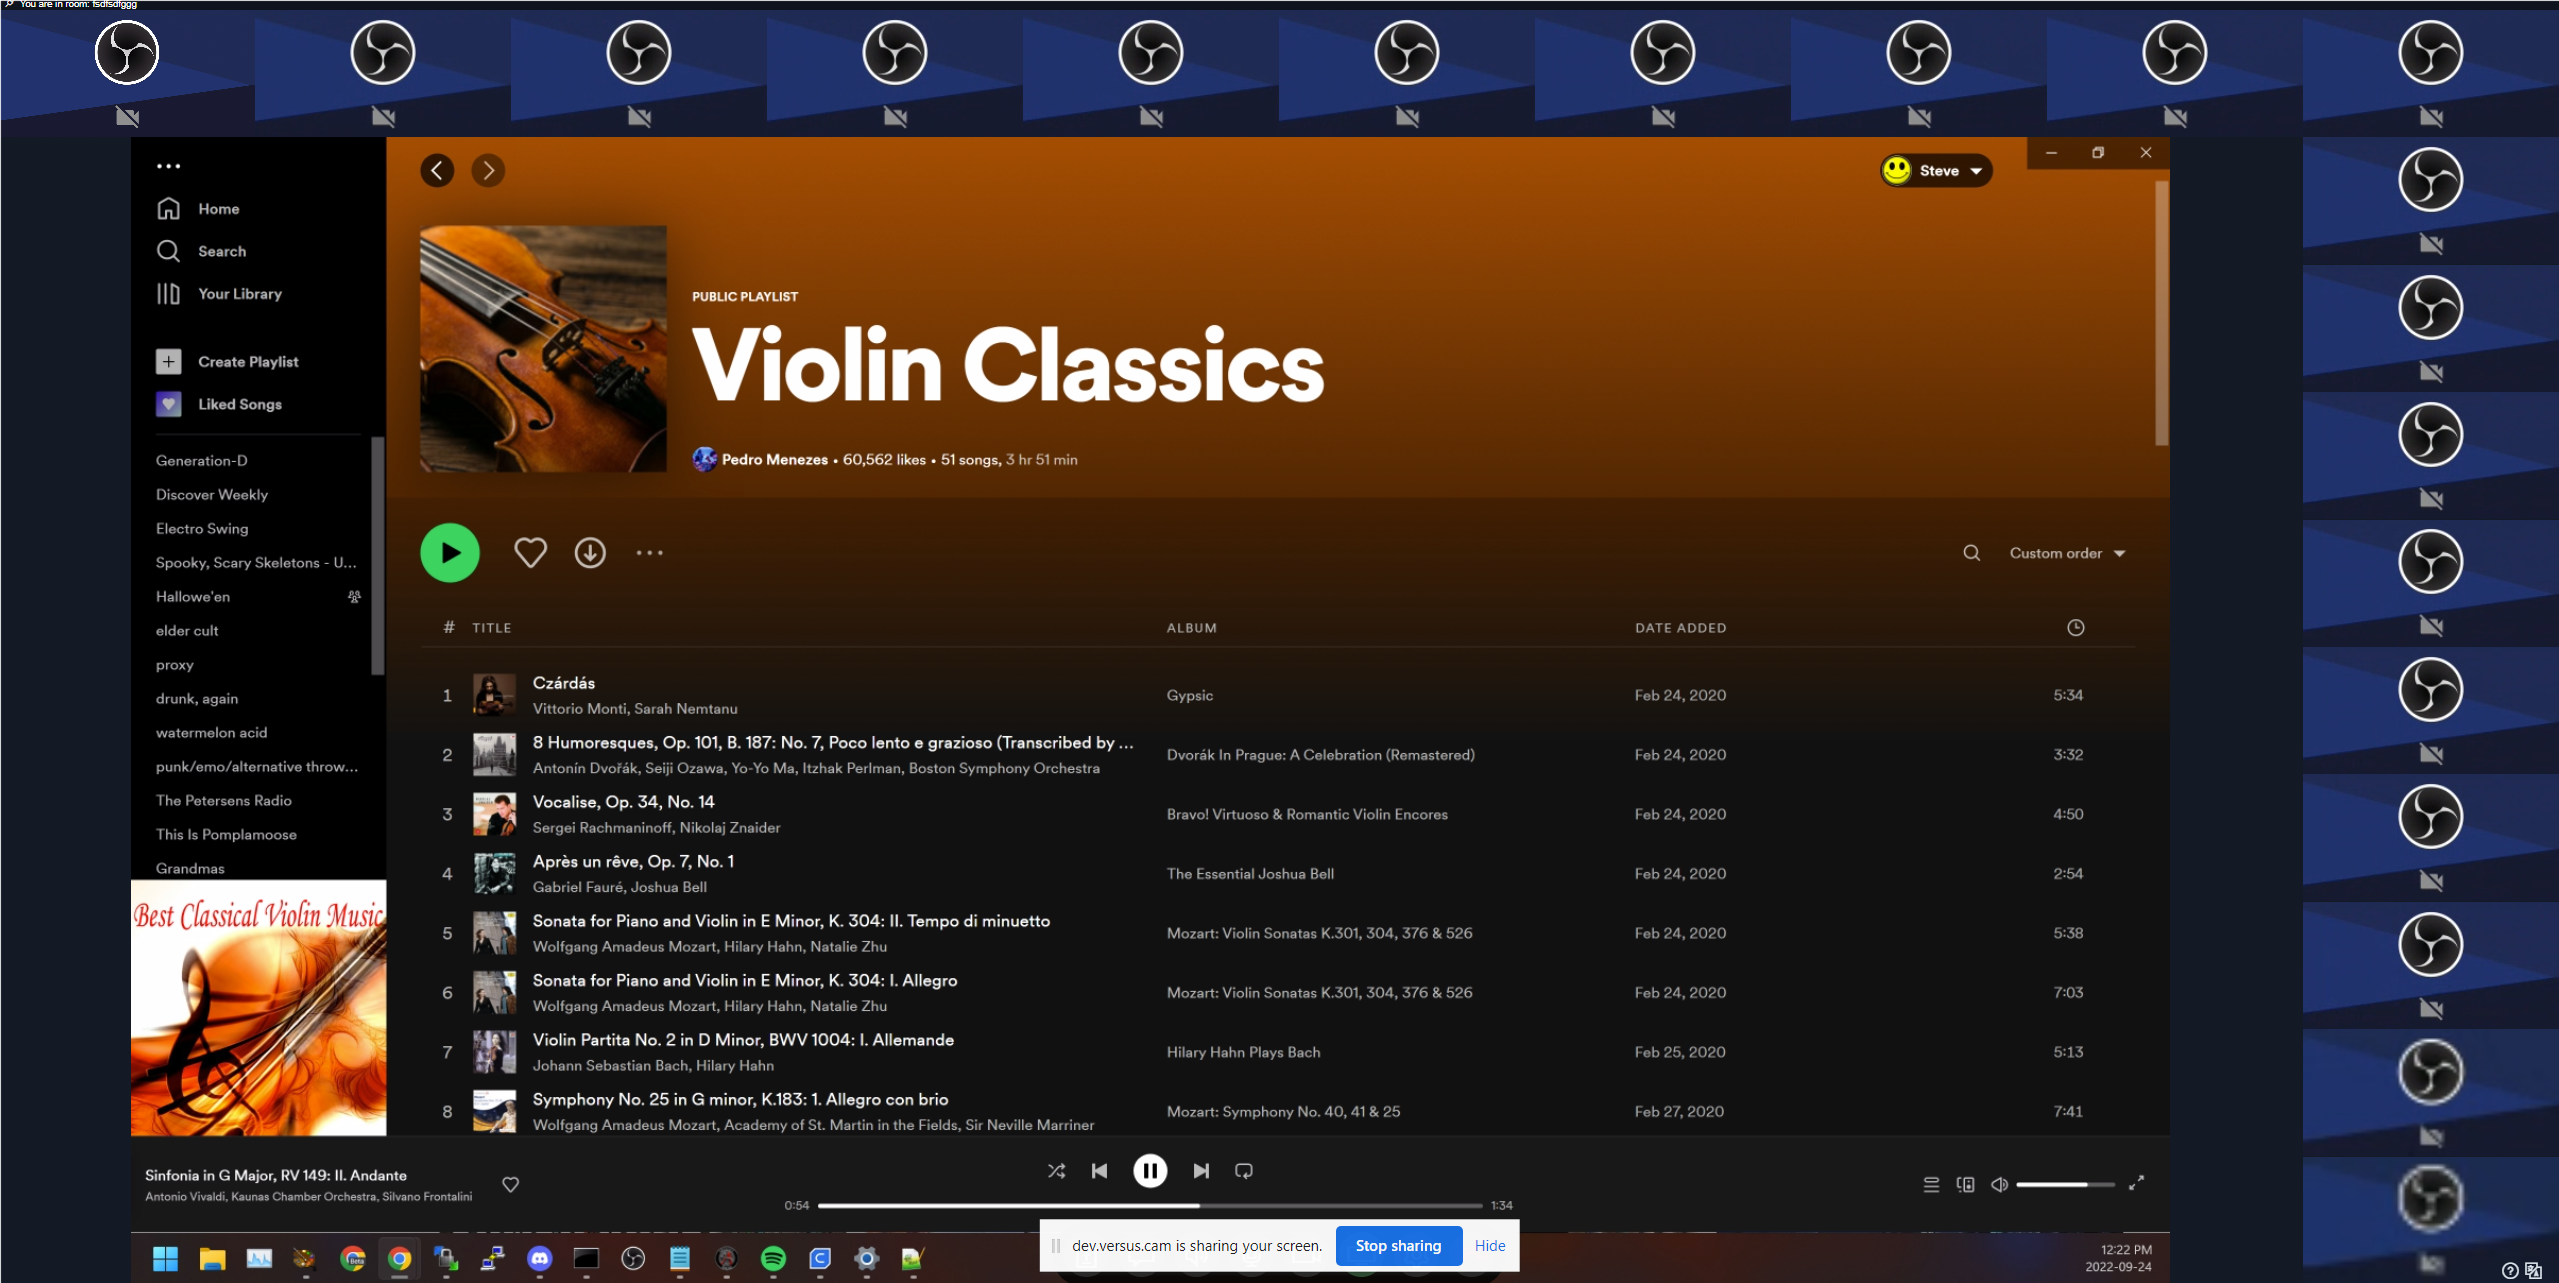 You are in room: fsdfsdfggg
Steve
Home
Search
Your Library
Create Playlist
Liked Songs
Generation-D
Discover Weekly
Electro Swing
Spooky, Scary Skeletons - U...
Hallowe'en
elder cult
proxy
drunk, again
watermelon acid
punk/emo/alternative throw...
The Petersens Radio
This Is Pomplamoose
Grandmas
Best Classical Violin Music
PUBLIC PLAYLIST
Violin Classics
Pedro Menezes • 60,562 likes • 51 songs, 3 hr 51 min
Custom order
# TITLE ALBUM DATE ADDED
1 Czárdás Gypsic Feb 24, 2020 5:34
Vittorio Monti, Sarah Nemtanu
2 8 Humoresques, Op. 101, B. 187: No. 7, Poco lento e grazioso (Transcribed by ... Dvorák In Prague: A Celebration (Remastered) Feb 24, 2020 3:32
Antonín Dvořák, Seiji Ozawa, Yo-Yo Ma, Itzhak Perlman, Boston Symphony Orchestra
3 Vocalise, Op. 34, No. 14 Bravo! Virtuoso & Romantic Violin Encores Feb 24, 2020 4:50
Sergei Rachmaninoff, Nikolaj Znaider
4 Après un rêve, Op. 7, No. 1 The Essential Joshua Bell Feb 24, 2020 2:54
Gabriel Fauré, Joshua Bell
5 Sonata for Piano and Violin in E Minor, K. 304: II. Tempo di minuetto Mozart: Violin Sonatas K.301, 304, 376 & 526 Feb 24, 2020 5:38
Wolfgang Amadeus Mozart, Hilary Hahn, Natalie Zhu
6 Sonata for Piano and Violin in E Minor, K. 304: I. Allegro Mozart: Violin Sonatas K.301, 304, 376 & 526 Feb 24, 2020 7:03
Wolfgang Amadeus Mozart, Hilary Hahn, Natalie Zhu
7 Violin Partita No. 2 in D Minor, BWV 1004: I. Allemande Hilary Hahn Plays Bach Feb 25, 2020 5:13
Johann Sebastian Bach, Hilary Hahn
8 Symphony No. 25 in G minor, K.183: 1. Allegro con brio Mozart: Symphony No. 40, 41 & 25 Feb 27, 2020 7:41
Wolfgang Amadeus Mozart, Academy of St. Martin in the Fields, Sir Neville Marriner
Sinfonia in G Major, RV 149: II. Andante
Antonio Vivaldi, Kaunas Chamber Orchestra, Silvano Frontalini
0:54 1:34
dev.versus.cam is sharing your screen. Stop sharing Hide
Beta
12:22 PM
2022-09-24